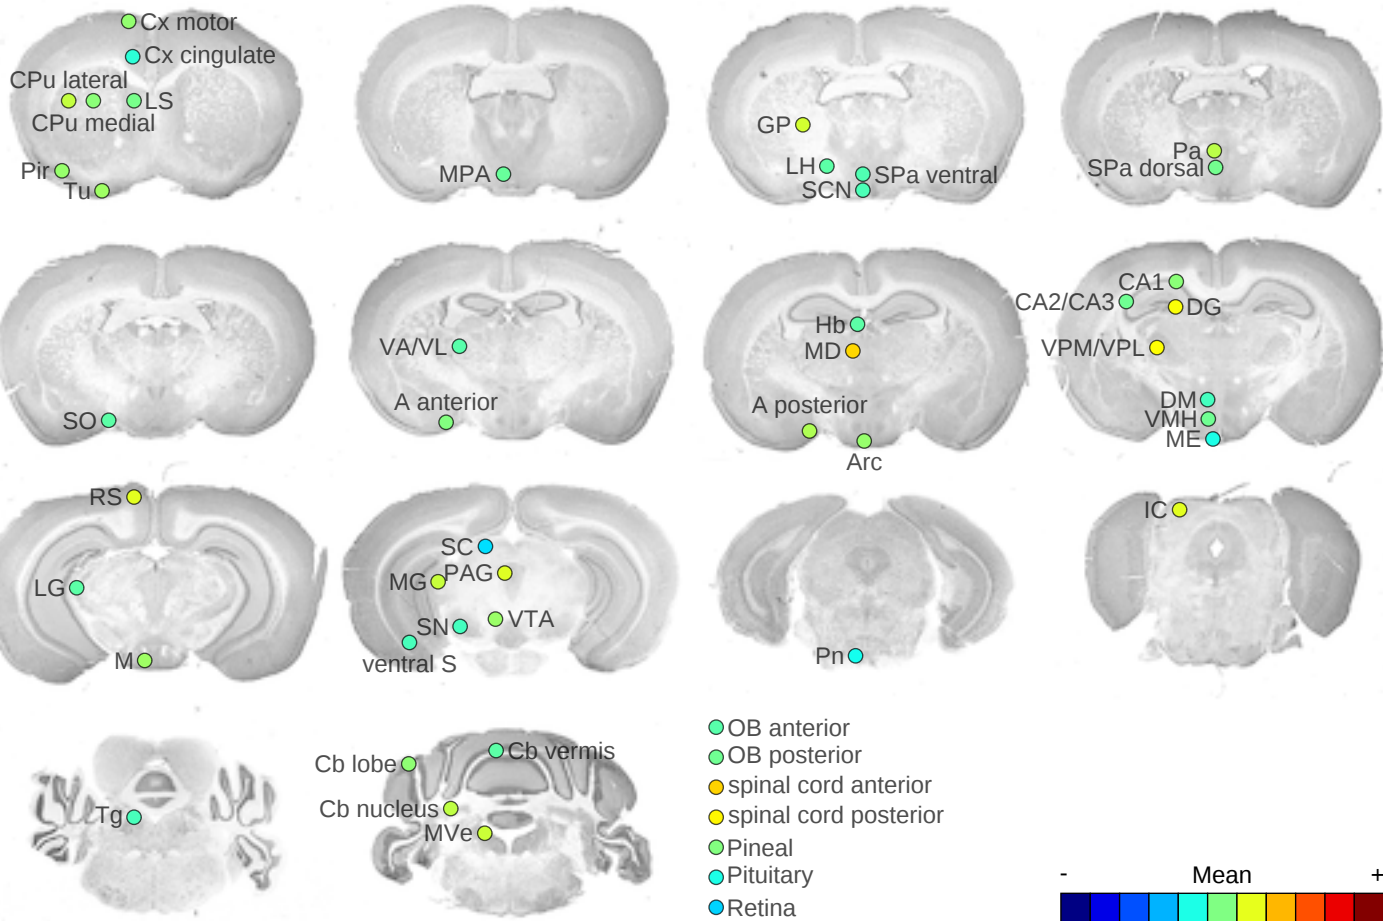 Cx motor
Cx cingulate
CPu lateral
LS
CPu medial
Pir
Tu
MPA
GP
LH
SPa ventral
SCN
Pa
SPa dorsal
SO
VA/VL
A anterior
Hb
MD
A posterior
Arc
CA1
CA2/CA3
DG
VPM/VPL
DM
VMH
ME
RS
LG
M
SC
PAG
MG
VTA
SN
ventral S
Pn
IC
Tg
Cb lobe
Cb vermis
Cb nucleus
MVe
OB anterior
OB posterior
spinal cord anterior
spinal cord posterior
Pineal
Pituitary
Retina
- Mean +